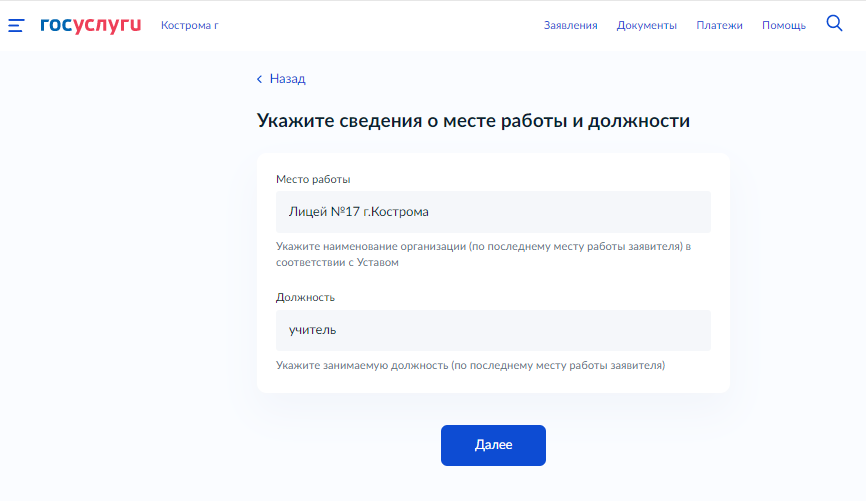 госуслуги Кострома г Заявления Документы Платежи Помощь
Назад
Укажите сведения о месте работы и должности
Место работы
Лицей №17 г.Кострома
Укажите наименование организации (по последнему месту работы заявителя) в
соответствии с Уставом
Должность
учитель
Укажите занимаемую должность (по последнему месту работы заявителя)
Далее